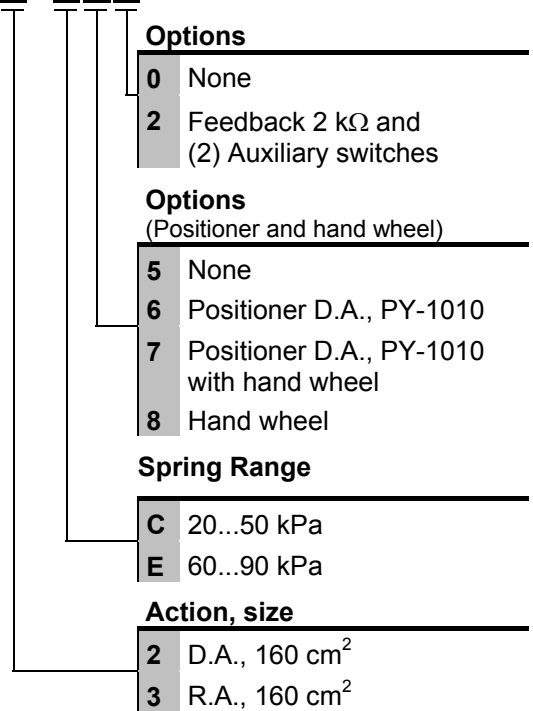 Options
0 None
2 Feedback 2 kΩ and
(2) Auxiliary switches
Options
(Positioner and hand wheel)
5 None
6 Positioner D.A., PY-1010
7 Positioner D.A., PY-1010
with hand wheel
8 Hand wheel
Spring Range
C 20...50 kPa
E 60...90 kPa
Action, size
2 D.A., 160 cm²
3 R.A., 160 cm²